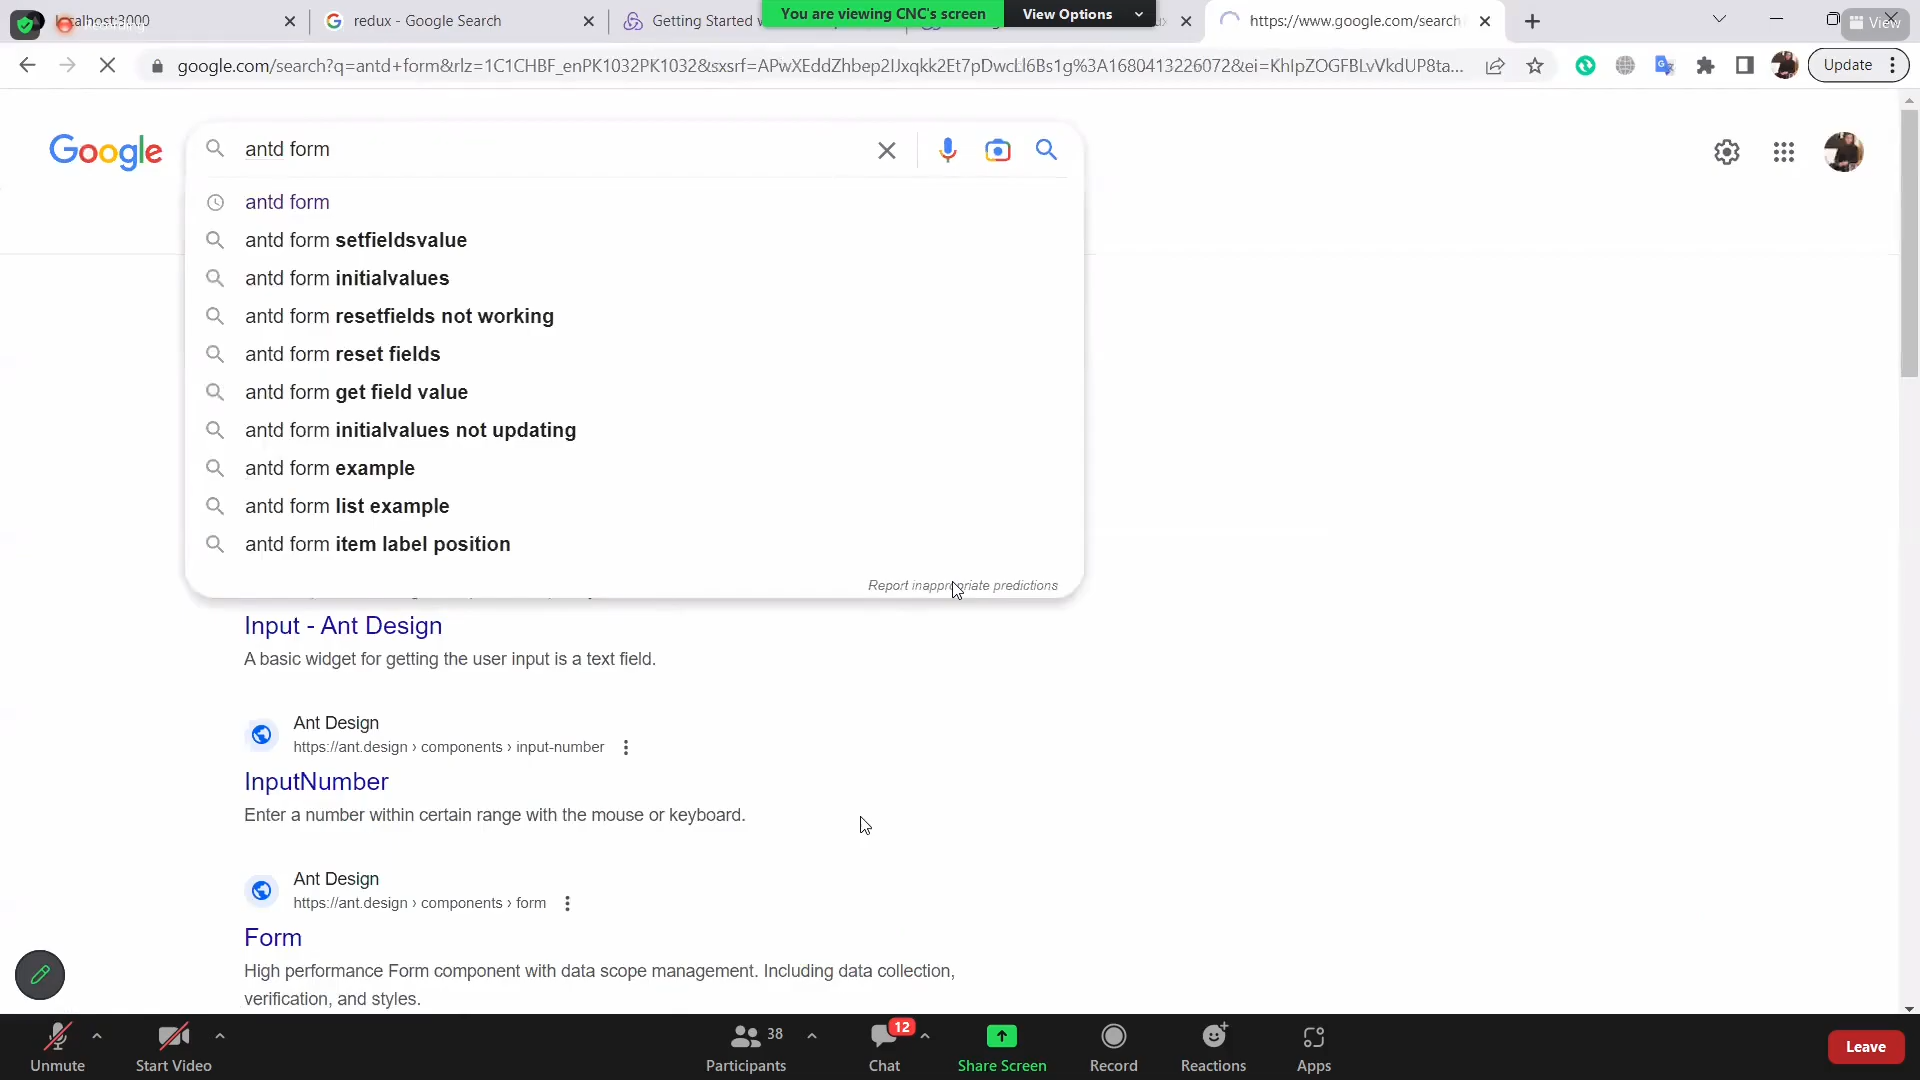 localhost:3000
redux - Google Search
Getting Started w
You are viewing CNC's screen
View Options
https://www.google.com/search
View
google.com/search?q=antd+form&rlz=1C1CHBF_enPK1032PK1032&sxsrf=APwXEddZhbep2IJxqkk2Et7pDwcLl6Bs1g%3A1680413226072&ei=KhIpZOGFBLvVkdUP8ta...
Update
Google
antd form
antd form
antd form setfieldsvalue
antd form initialvalues
antd form resetfields not working
antd form reset fields
antd form get field value
antd form initialvalues not updating
antd form example
antd form list example
antd form item label position
Report inappropriate predictions
Input - Ant Design
A basic widget for getting the user input is a text field.
Ant Design
https://ant.design › components › input-number
InputNumber
Enter a number within certain range with the mouse or keyboard.
Ant Design
https://ant.design › components › form
Form
High performance Form component with data scope management. Including data collection,
verification, and styles.
38
12
Unmute
Start Video
Participants
Chat
Share Screen
Record
Reactions
Apps
Leave